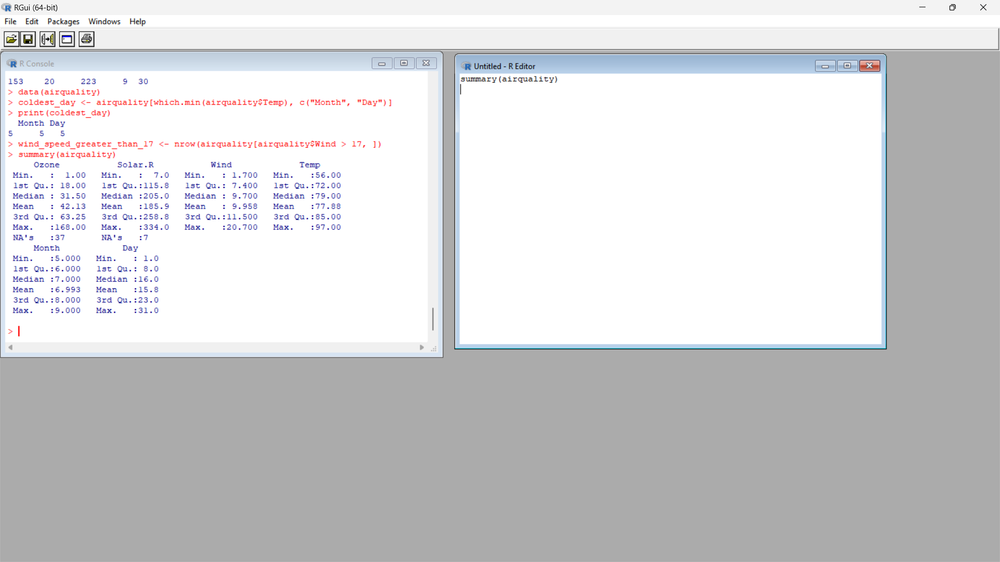 RGui (64-bit)
File Edit Packages Windows Help
R Console
153    20     223     9  30
> data(airquality)
> coldest_day <- airquality[which.min(airquality$Temp), c("Month", "Day")]
> print(coldest_day)
  Month Day
5     5   5
> wind_speed_greater_than_17 <- nrow(airquality[airquality$Wind > 17, ])
> summary(airquality)
     Ozone           Solar.R           Wind             Temp
 Min.   :  1.00   Min.   :  7.0   Min.   : 1.700   Min.   :56.00
 1st Qu.: 18.00   1st Qu.:115.8   1st Qu.: 7.400   1st Qu.:72.00
 Median : 31.50   Median :205.0   Median : 9.700   Median :79.00
 Mean   : 42.13   Mean   :185.9   Mean   : 9.958   Mean   :77.88
 3rd Qu.: 63.25   3rd Qu.:258.8   3rd Qu.:11.500   3rd Qu.:85.00
 Max.   :168.00   Max.   :334.0   Max.   :20.700   Max.   :97.00
 NA's   :37       NA's   :7
     Month            Day
 Min.   :5.000   Min.   : 1.0
 1st Qu.:6.000   1st Qu.: 8.0
 Median :7.000   Median :16.0
 Mean   :6.993   Mean   :15.8
 3rd Qu.:8.000   3rd Qu.:23.0
 Max.   :9.000   Max.   :31.0
>
Untitled - R Editor
summary(airquality)